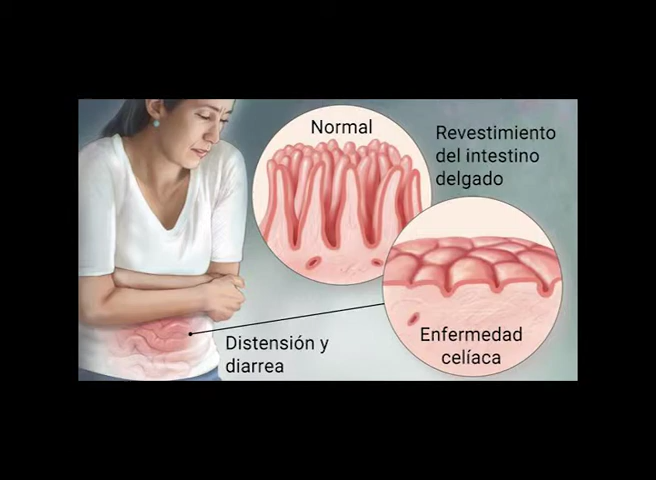 Normal
Revestimiento
del intestino
delgado
Enfermedad
celíaca
Distensión y
diarrea